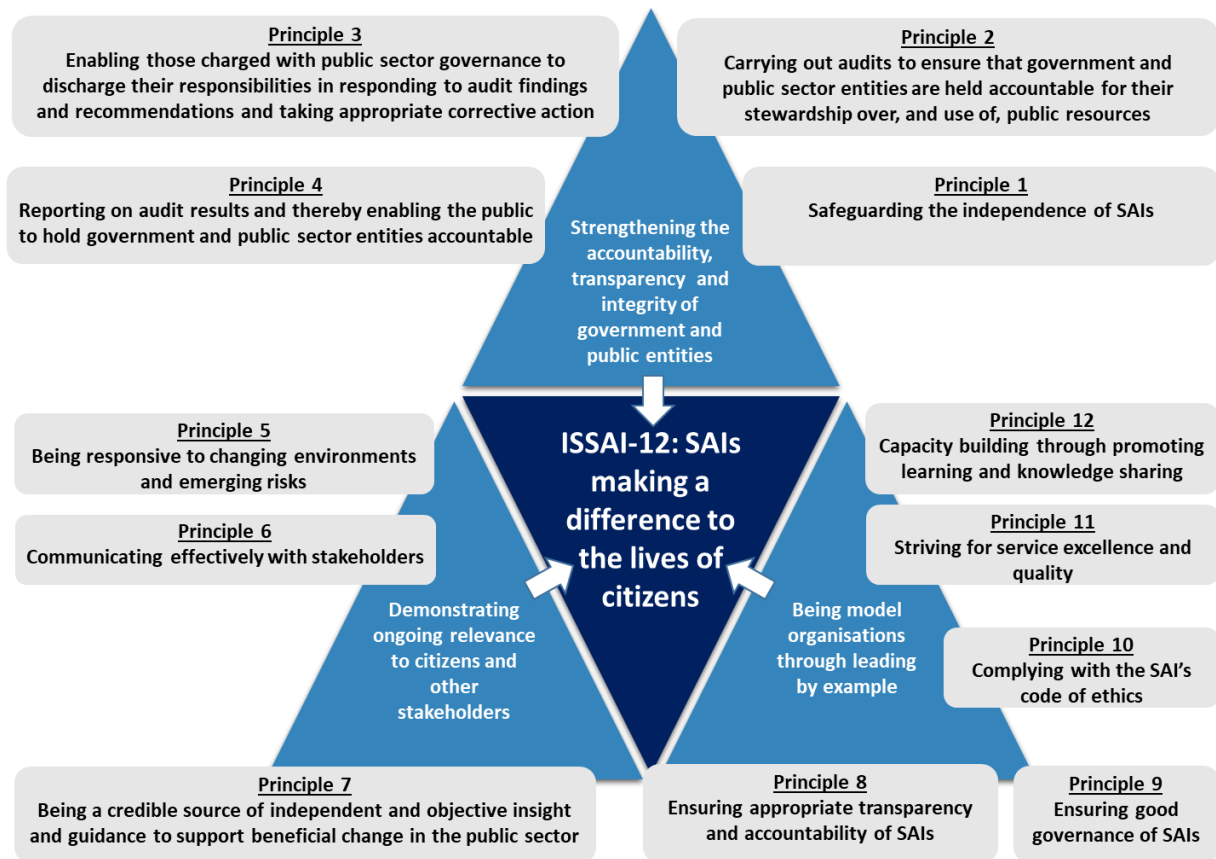 Principle 3
Enabling those charged with public sector governance to
discharge their responsibilities in responding to audit findings
and recommendations and taking appropriate corrective action
Principle 2
Carrying out audits to ensure that government and
public sector entities are held accountable for their
stewardship over, and use of, public resources
Principle 4
Reporting on audit results and thereby enabling the public
to hold government and public sector entities accountable
Principle 1
Safeguarding the independence of SAIs
Strengthening the
accountability,
transparency and
integrity of
government and
public entities
Principle 5
Being responsive to changing environments
and emerging risks
Principle 6
Communicating effectively with stakeholders
ISSAI-12: SAIs
making a
difference to
the lives of
citizens
Principle 12
Capacity building through promoting
learning and knowledge sharing
Principle 11
Striving for service excellence and
quality
Demonstrating
ongoing relevance
to citizens and
other
stakeholders
Being model
organisations
through leading
by example
Principle 10
Complying with the SAI's
code of ethics
Principle 7
Being a credible source of independent and objective insight
and guidance to support beneficial change in the public sector
Principle 8
Ensuring appropriate transparency
and accountability of SAIs
Principle 9
Ensuring good
governance of SAIs